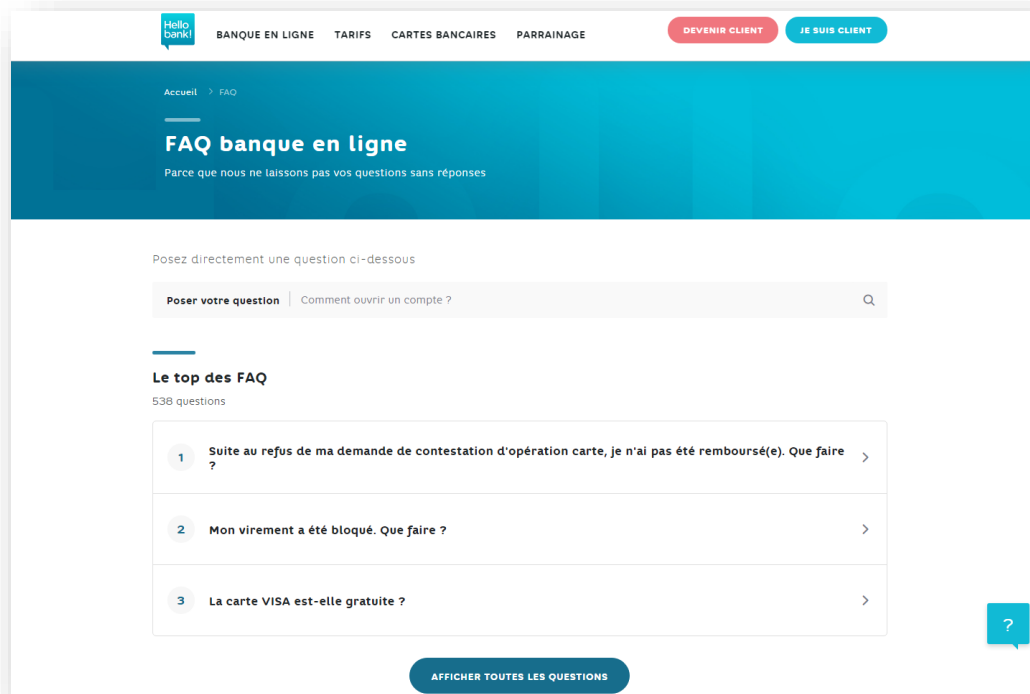 Hello
bank!
BANQUE EN LIGNE TARIFS CARTES BANCAIRES PARRAINAGE DEVENIR CLIENT JE SUIS CLIENT
Accueil > FAQ
FAQ banque en ligne
Parce que nous ne laissons pas vos questions sans réponses
Posez directement une question ci-dessous
Poser votre question Comment ouvrir un compte ?
Le top des FAQ
538 questions
1 Suite au refus de ma demande de contestation d'opération carte, je n'ai pas été remboursé(e). Que faire
?
2 Mon virement a été bloqué. Que faire ?
3 La carte VISA est-elle gratuite ?
?
AFFICHER TOUTES LES QUESTIONS